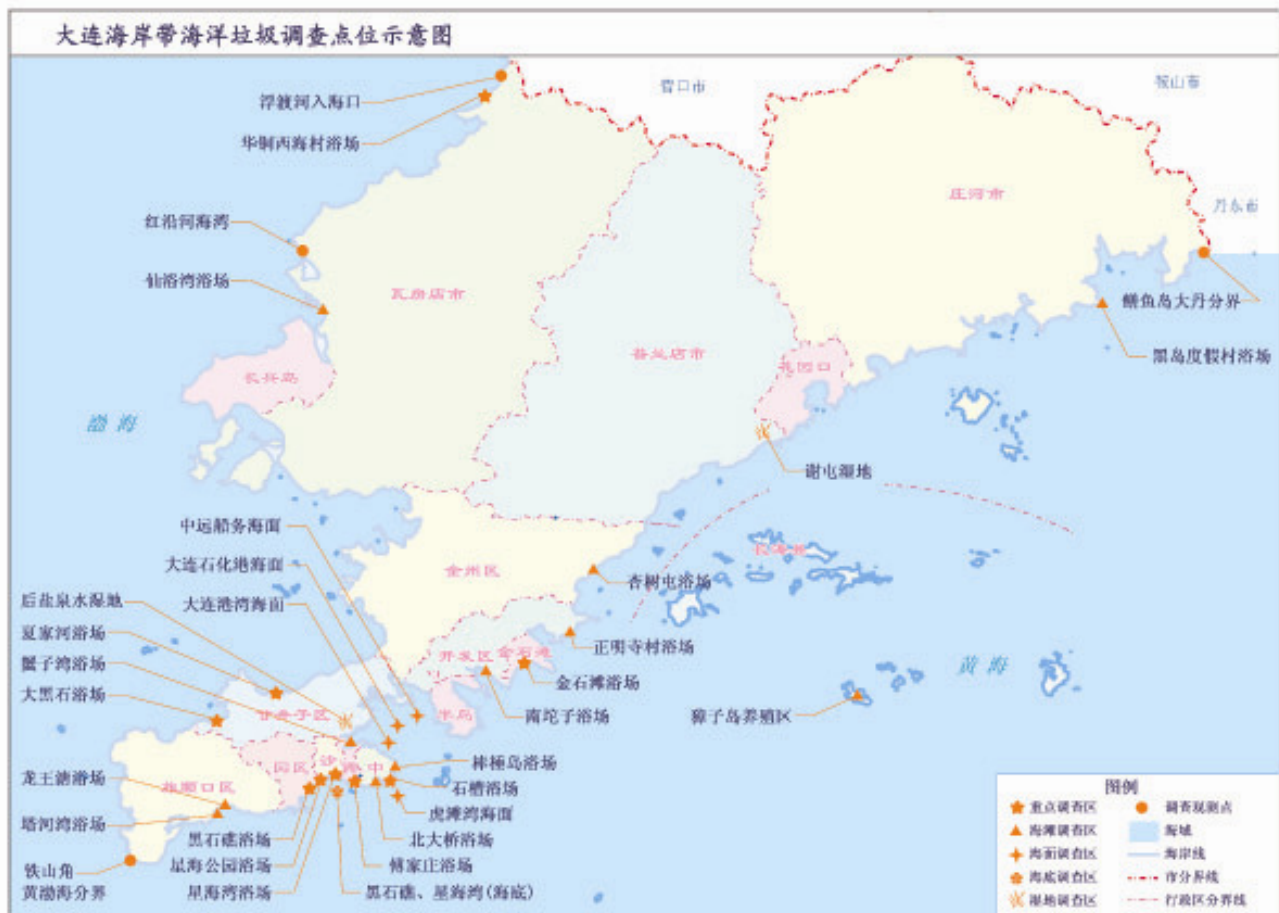 大连海岸带海洋垃圾调查点位示意图
浮渡河入海口
营口市
鞍山市
华铜西海村浴场
庄河市
丹东市
红沿河海湾
仙浴湾浴场
瓦房店市
鳝鱼岛大丹分界
普兰店市
花园口
黑岛度假村浴场
长兴岛
渤海
谢屯湿地
中远船务海面
大连石化港海面
大连港湾海面
长海县
金州区
杏树屯浴场
后盐泉水湿地
夏家河浴场
蟹子湾浴场
大黑石浴场
正明寺村浴场
开发区
金石滩
金石滩浴场
黄海
南坨子浴场
獐子岛养殖区
甘井子区
半岛
龙王塘浴场
旅顺口区
园区
沙
中
棒棰岛浴场
石槽浴场
虎滩湾海面
塔河湾浴场
黑石礁浴场
北大桥浴场
铁山角
黄渤海分界
星海公园浴场
傅家庄浴场
星海湾浴场
黑石礁、星海湾(海底)
图例
重点调查区
调查观测点
海滩调查区
海域
海面调查区
海岸线
海底调查区
市分界线
湿地调查区
行政区分界线